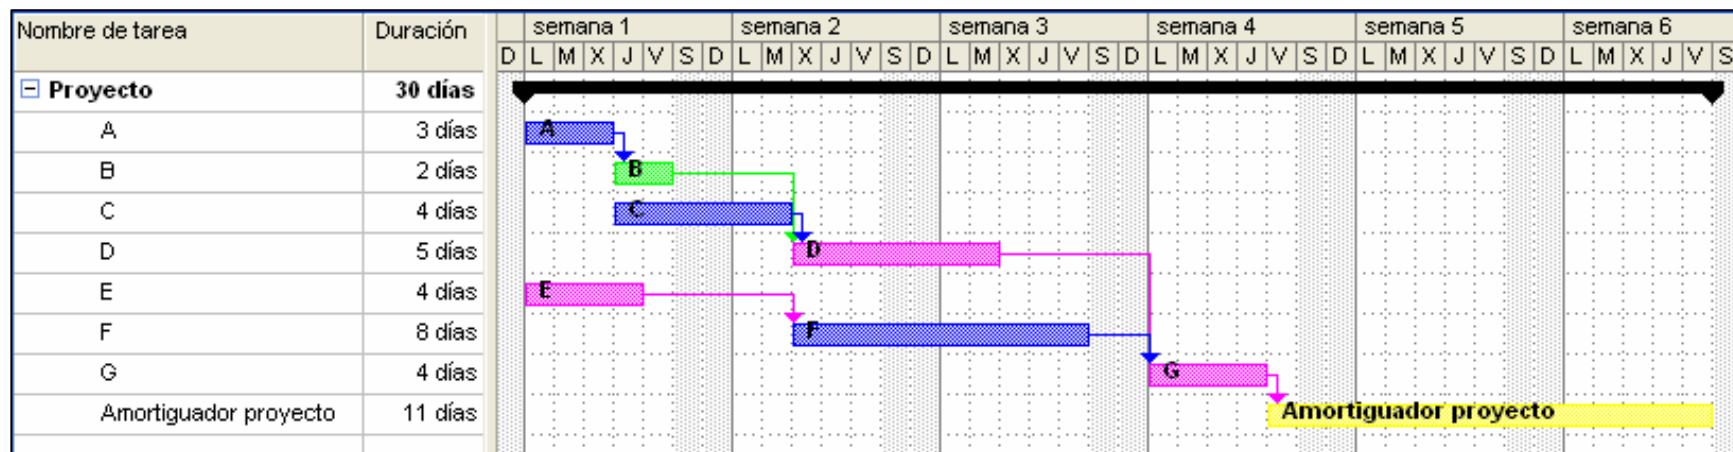 Nombre de tarea Duración semana 1 semana 2 semana 3 semana 4 semana 5 semana 6
D L M X J V S D L M X J V S D L M X J V S D L M X J V S D L M X J V S D L M X J V S
Proyecto 30 días
A 3 días A
B 2 días B
C 4 días C
D 5 días D
E 4 días E
F 8 días F
G 4 días G
Amortiguador proyecto 11 días Amortiguador proyecto